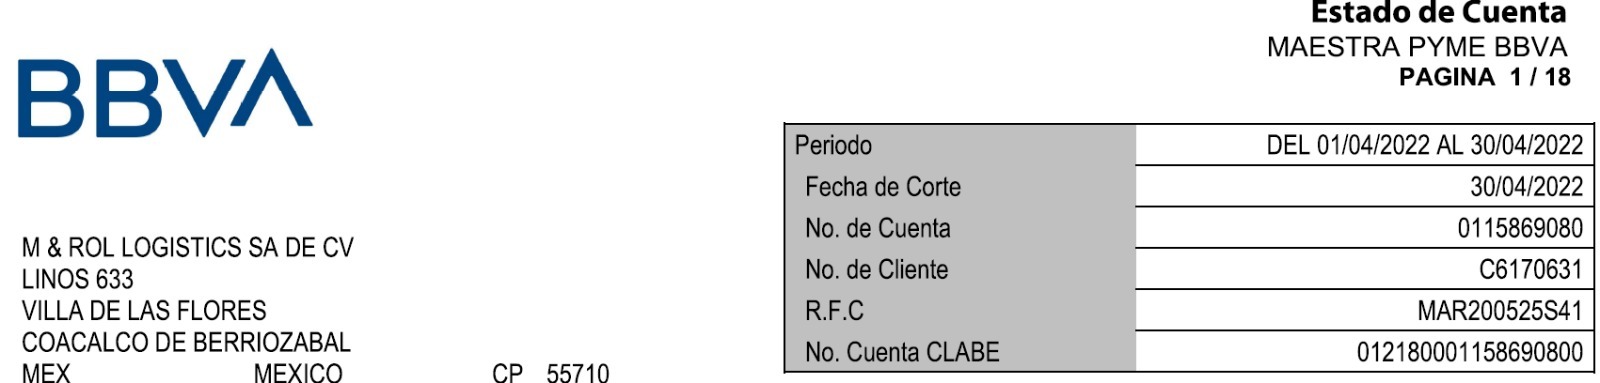 Estado de Cuenta
MAESTRA PYME BBVA
PAGINA 1 / 18
BBVA
Periodo DEL 01/04/2022 AL 30/04/2022
Fecha de Corte 30/04/2022
No. de Cuenta 0115869080
No. de Cliente C6170631
R.F.C MAR200525S41
No. Cuenta CLABE 012180001158690800
M & ROL LOGISTICS SA DE CV
LINOS 633
VILLA DE LAS FLORES
COACALCO DE BERRIOZABAL
MEX MEXICO CP 55710